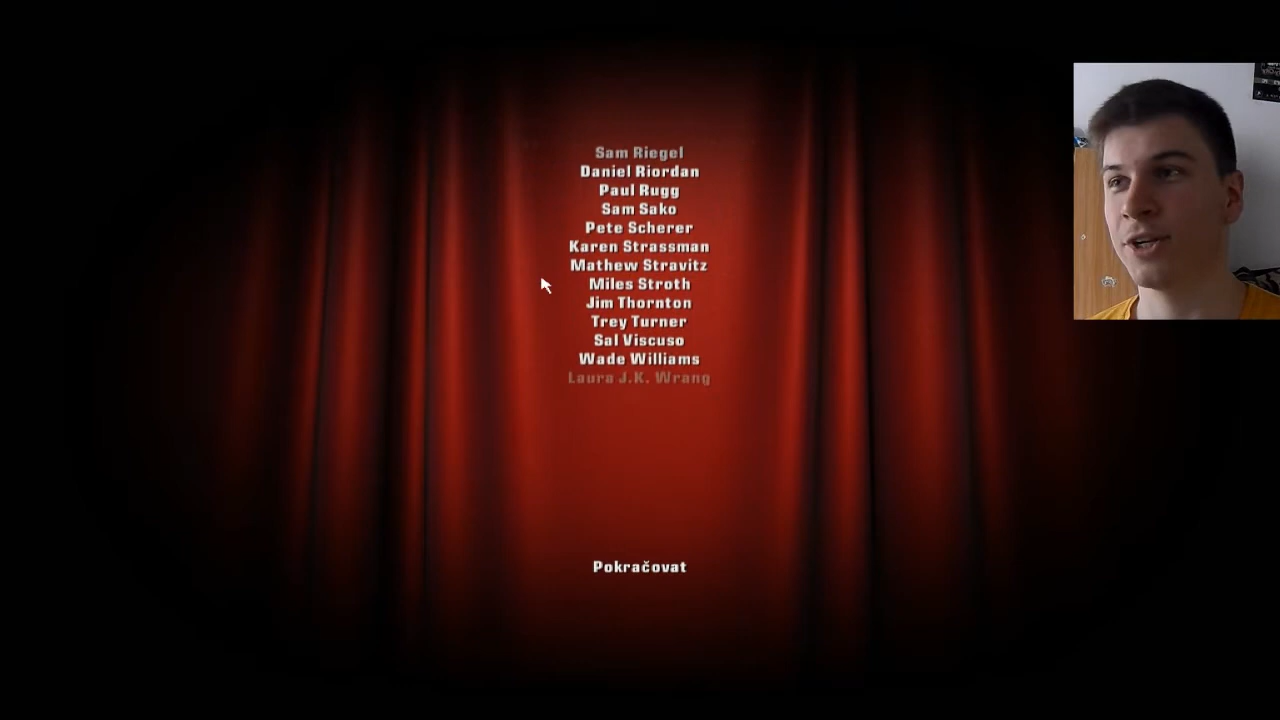 Sam Riegel
Daniel Riordan
Paul Rugg
Sam Sako
Pete Scherer
Karen Strassman
Mathew Stravitz
Miles Stroth
Jim Thornton
Trey Turner
Sal Viscuso
Wade Williams
Laura J.K. Wrang
Pokračovat